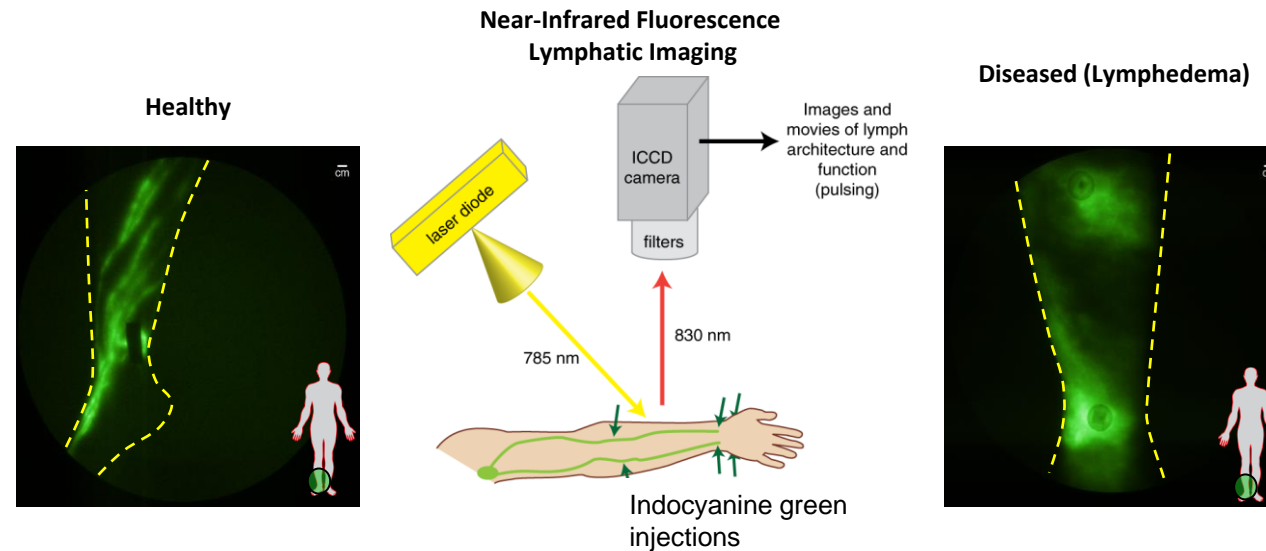 Near-Infrared Fluorescence
Lymphatic Imaging
Healthy
Diseased (Lymphedema)
cm
laser diode
ICCD
camera
filters
Images and
movies of lymph
architecture and
function
(pulsing)
785 nm
830 nm
Indocyanine green
injections